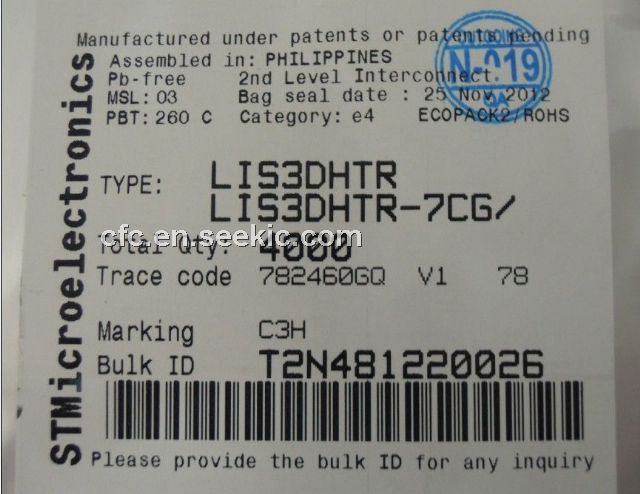 Manufactured under patents or patents pending
Assembled in: PHILIPPINES
Pb-free 2nd Level Interconnect
MSL: 03 Bag seal date : 25 Nov 2012
PBT: 260 C Category: e4 ECOPACK2/ROHS
N-019
QA
STMicroelectronics
TYPE: LIS3DHTR
LIS3DHTR-7CG/
cfc.en.seekic.com
Total Qty: 4000
Trace code 782460GQ V1 78
Marking C3H
Bulk ID T2N481220026
Please provide the bulk ID for any inquiry